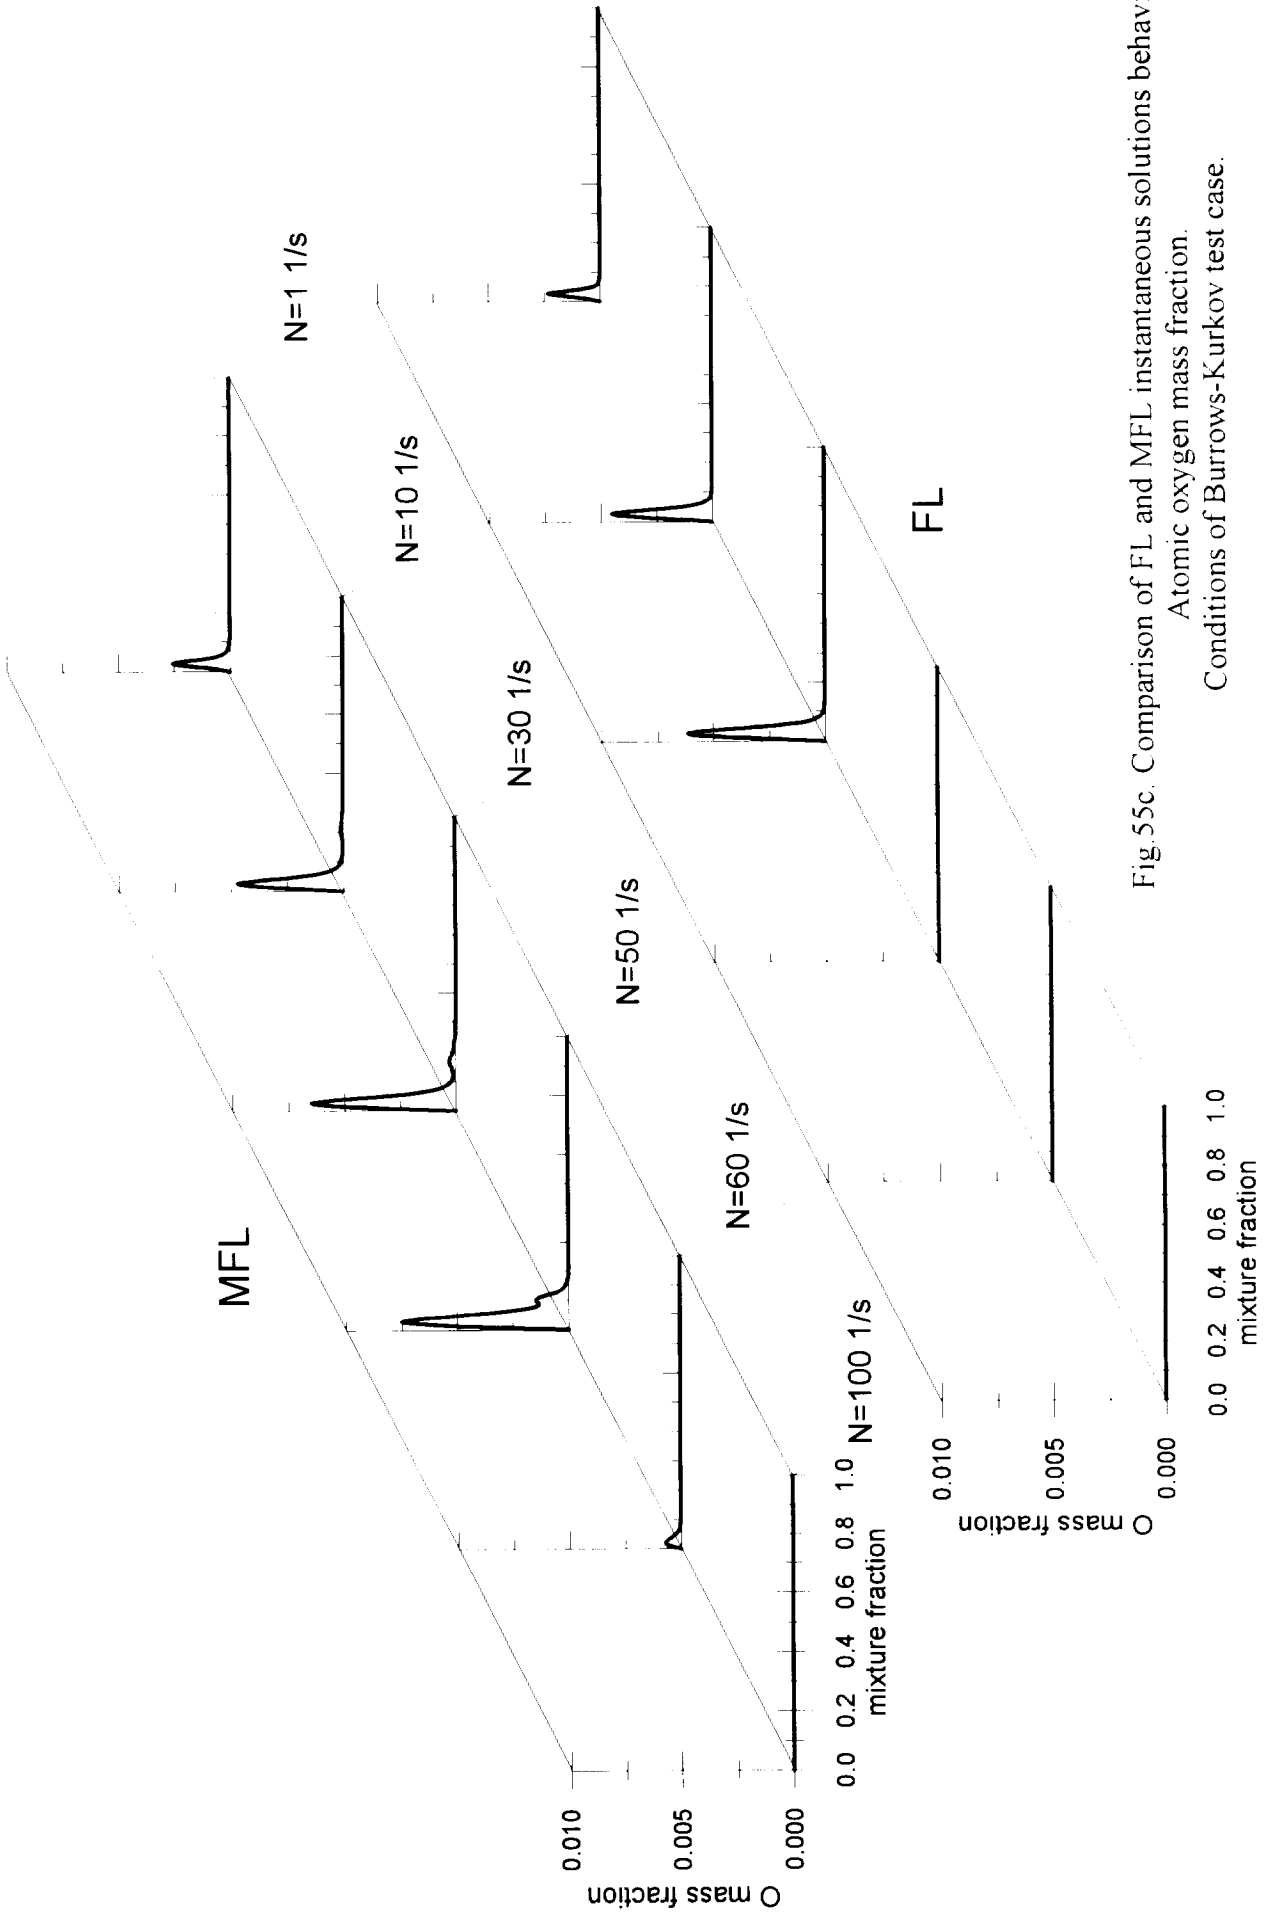 MFL
N=1 1/s
N=10 1/s
N=30 1/s
N=50 1/s
N=60 1/s
N=100 1/s
FL
0.010
0.005
0.000
O mass fraction
0.0 0.2 0.4 0.6 0.8 1.0
mixture fraction
0.010
0.005
0.000
O mass fraction
0.0 0.2 0.4 0.6 0.8 1.0
mixture fraction
Fig.55c. Comparison of FL and MFL instantaneous solutions behav
Atomic oxygen mass fraction.
Conditions of Burrows-Kurkov test case.